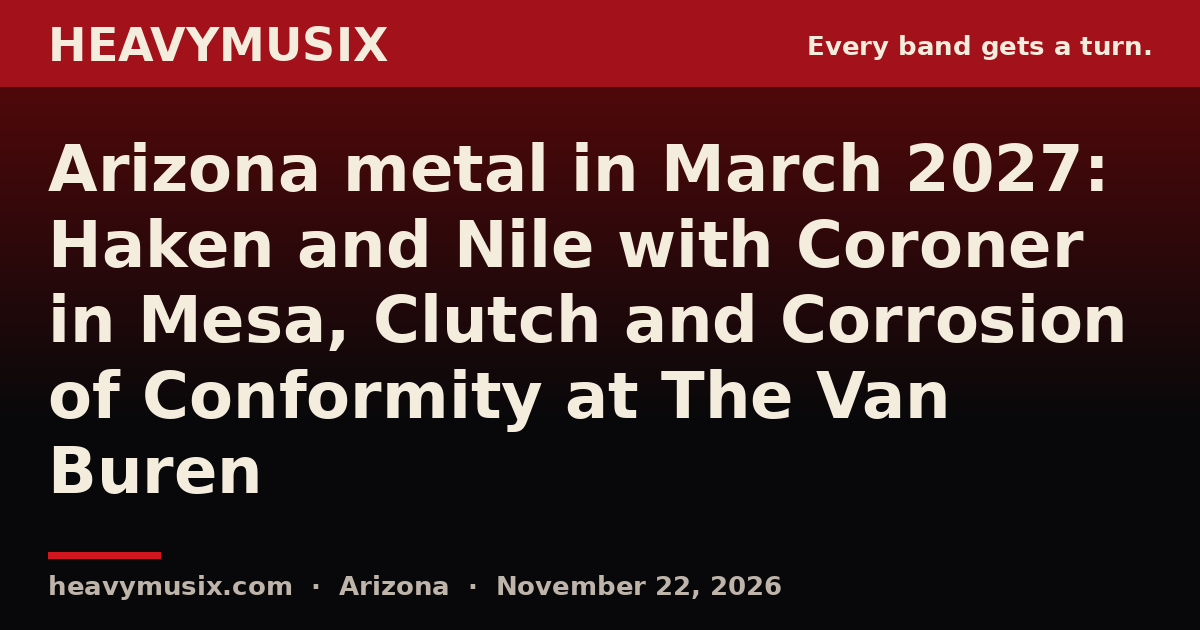 HEAVYMUSIX
Every band gets a turn.
Arizona metal in March 2027:
Haken and Nile with Coroner
in Mesa, Clutch and Corrosion
of Conformity at The Van
Buren
heavymusix.com · Arizona · November 22, 2026